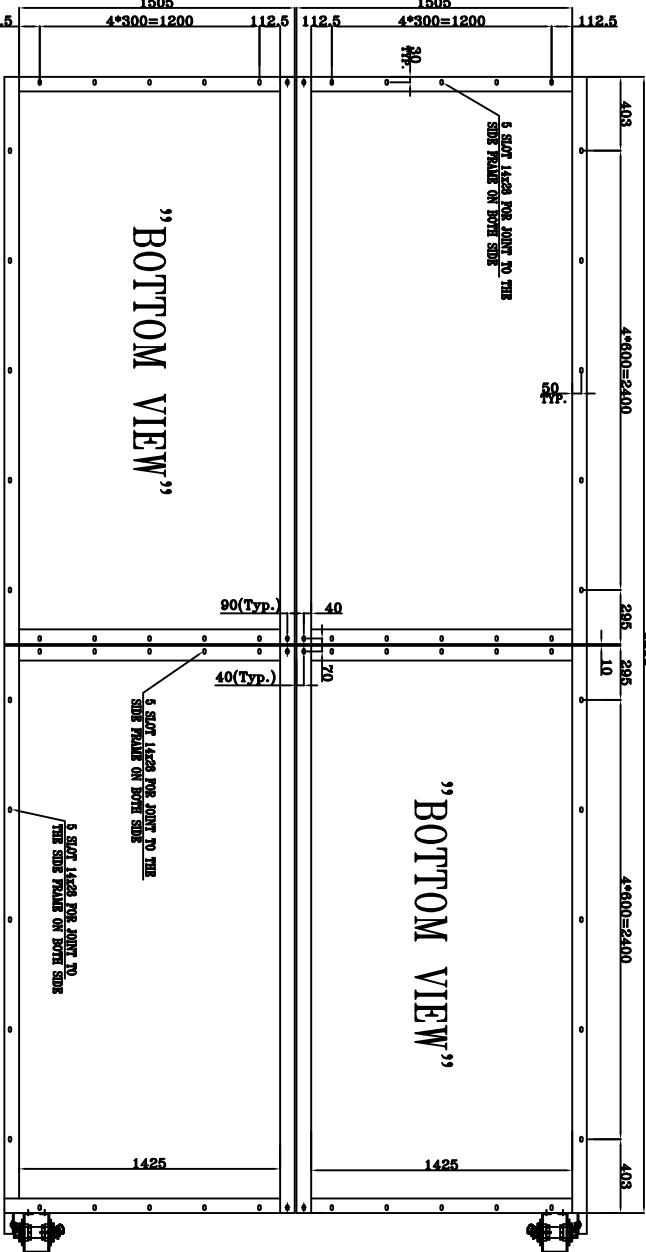 1505
1505
.5
4*300=1200
112.5
112.5
4*300=1200
112.5
30
TYP.
403
5 SLOT 14x28 FOR JOINT TO THE
SIDE FRAME ON BOTH SIDE
"BOTTOM VIEW"
4*600=2400
50
TYP.
90(Typ.)
40
295
10
40(Typ.)
70
295
5 SLOT 14x28 FOR JOINT TO THE
SIDE FRAME ON BOTH SIDE
"BOTTOM VIEW"
5 SLOT 14x28 FOR JOINT TO
THE SIDE FRAME ON BOTH SIDE
4*600=2400
1425
1425
403